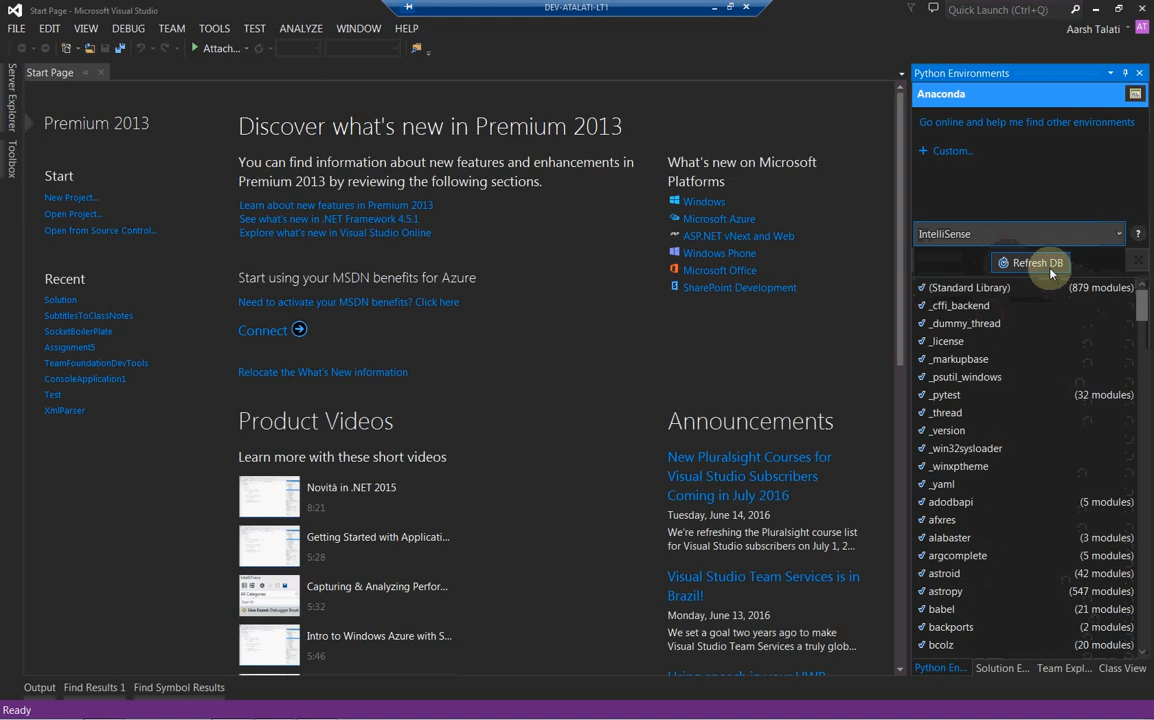 Start Page - Microsoft Visual Studio
DEV-ATALATI-LT1
Quick Launch (Ctrl+Q)
FILE EDIT VIEW DEBUG TEAM TOOLS TEST ANALYZE WINDOW HELP
Aarsh Talati AT
Attach...
Server Explorer
Toolbox
Start Page
Premium 2013
Start
New Project...
Open Project...
Open from Source Control...
Recent
Solution
SubtitlesToClassNotes
SocketBoilerPlate
Assignment5
TeamFoundationDevTools
ConsoleApplication1
Test
XmlParser
Discover what's new in Premium 2013
You can find information about new features and enhancements in
Premium 2013 by reviewing the following sections.
Learn about new features in Premium 2013
See what's new in .NET Framework 4.5.1
Explore what's new in Visual Studio Online
Start using your MSDN benefits for Azure
Need to activate your MSDN benefits? Click here
Connect
Relocate the What's New information
What's new on Microsoft
Platforms
Windows
Microsoft Azure
ASP.NET vNext and Web
Windows Phone
Microsoft Office
SharePoint Development
Product Videos
Learn more with these short videos
Novità in .NET 2015
8:21
Getting Started with Applicati...
5:28
Capturing & Analyzing Perfor...
5:32
Intro to Windows Azure with S...
5:46
Announcements
New Pluralsight Courses for
Visual Studio Subscribers
Coming in July 2016
Tuesday, June 14, 2016
We're refreshing the Pluralsight course list
for Visual Studio subscribers on July 1, 2...
Visual Studio Team Services is in
Brazil!
Monday, June 13, 2016
We set a goal two years ago to make
Visual Studio Team Services a truly glob...
Python Environments
Anaconda
Go online and help me find other environments
+ Custom...
IntelliSense
?
Refresh DB
(Standard Library) (879 modules)
_cffi_backend
_dummy_thread
_license
_markupbase
_psutil_windows
_pytest (32 modules)
_thread
_version
_win32sysloader
_winxptheme
_yaml
adodbapi (5 modules)
afxres
alabaster (3 modules)
argcomplete (5 modules)
astroid (42 modules)
astropy (547 modules)
babel (21 modules)
backports (2 modules)
bcolz (20 modules)
Python En... Solution E... Team Expl... Class View
Output Find Results 1 Find Symbol Results
Ready